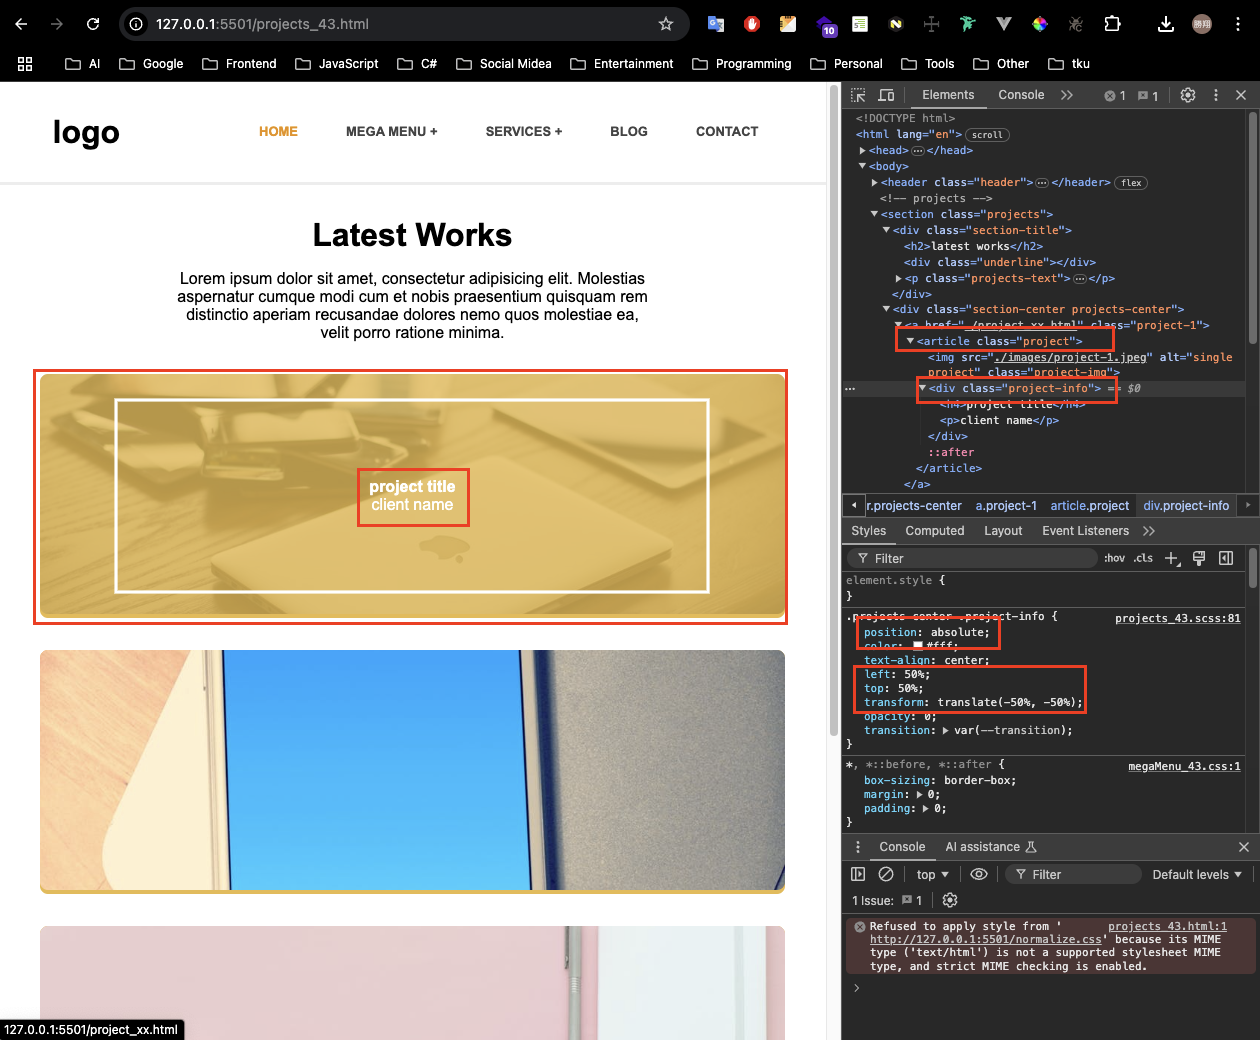 127.0.0.1:5501/projects_43.html
10
勝翔
AI
Google
Frontend
JavaScript
C#
Social Midea
Entertainment
Programming
Personal
Tools
Other
tku
logo
HOME
MEGA MENU +
SERVICES +
BLOG
CONTACT
Latest Works
Lorem ipsum dolor sit amet, consectetur adipisicing elit. Molestias
aspernatur cumque modi cum et nobis praesentium quisquam rem
distinctio aperiam recusandae dolores nemo quos molestiae ea,
velit porro ratione minima.
project title
client name
127.0.0.1:5501/project_xx.html
Elements
Console
1
1
<!DOCTYPE html>
<html lang="en"> scroll
<head> ... </head>
<body>
<header class="header"> ... </header> flex
<!-- projects -->
<section class="projects">
<div class="section-title">
<h2>latest works</h2>
<div class="underline"></div>
<p class="projects-text"> ... </p>
</div>
<div class="section-center projects-center">
<a href="./project_xx.html" class="project-1">
<article class="project">
<img src="./images/project-1.jpeg" alt="single
project" class="project-img">
<div class="project-info"> == $0
<h4>project title</h4>
<p>client name</p>
</div>
::after
</article>
</a>
r.projects-center
a.project-1
article.project
div.project-info
Styles
Computed
Layout
Event Listeners
Filter
:hov
.cls
element.style {
}
.projects-center .project-info {
projects_43.scss:81
position: absolute;
color: #fff;
text-align: center;
left: 50%;
top: 50%;
transform: translate(-50%, -50%);
opacity: 0;
transition: var(--transition);
}
*, *::before, *::after {
megaMenu_43.css:1
box-sizing: border-box;
margin: 0;
padding: 0;
}
Console
AI assistance
top
Filter
Default levels
1 Issue: 1
Refused to apply style from '
projects_43.html:1
http://127.0.0.1:5501/normalize.css' because its MIME
type ('text/html') is not a supported stylesheet MIME
type, and strict MIME checking is enabled.